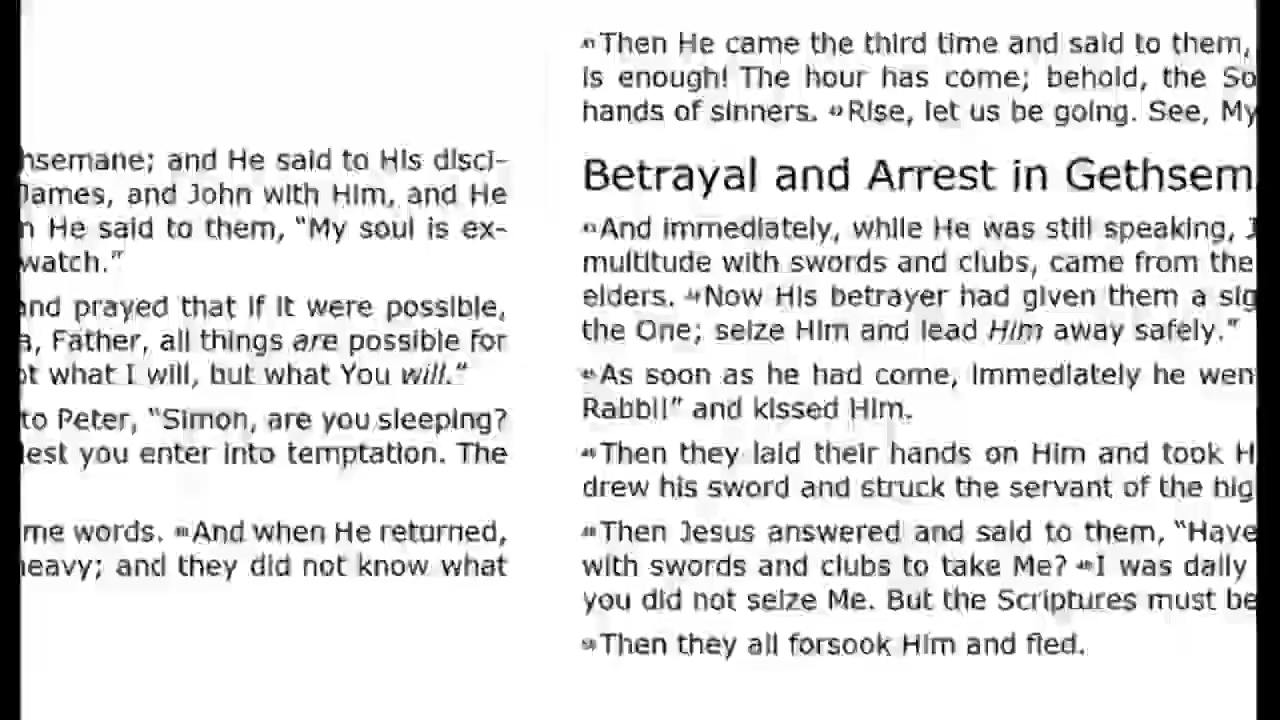 hsemane; and He said to His disci-
James, and John with Him, and He
He said to them, “My soul is ex-
watch.”
and prayed that if it were possible,
Father, all things are possible for
what I will, but what You will.”
to Peter, “Simon, are you sleeping?
lest you enter into temptation. The
me words. And when He returned,
heavy; and they did not know what
Then He came the third time and said to them,
is enough! The hour has come; behold, the So
hands of sinners. Rise, let us be going. See, My
Betrayal and Arrest in Gethsem
And immediately, while He was still speaking, J
multitude with swords and clubs, came from the
elders. Now His betrayer had given them a sig
the One; seize Him and lead Him away safely.”
As soon as he had come, immediately he wen
Rabbi!” and kissed Him.
Then they laid their hands on Him and took H
drew his sword and struck the servant of the hig
Then Jesus answered and said to them, “Have
with swords and clubs to take Me? I was daily
you did not seize Me. But the Scriptures must be
Then they all forsook Him and fled.